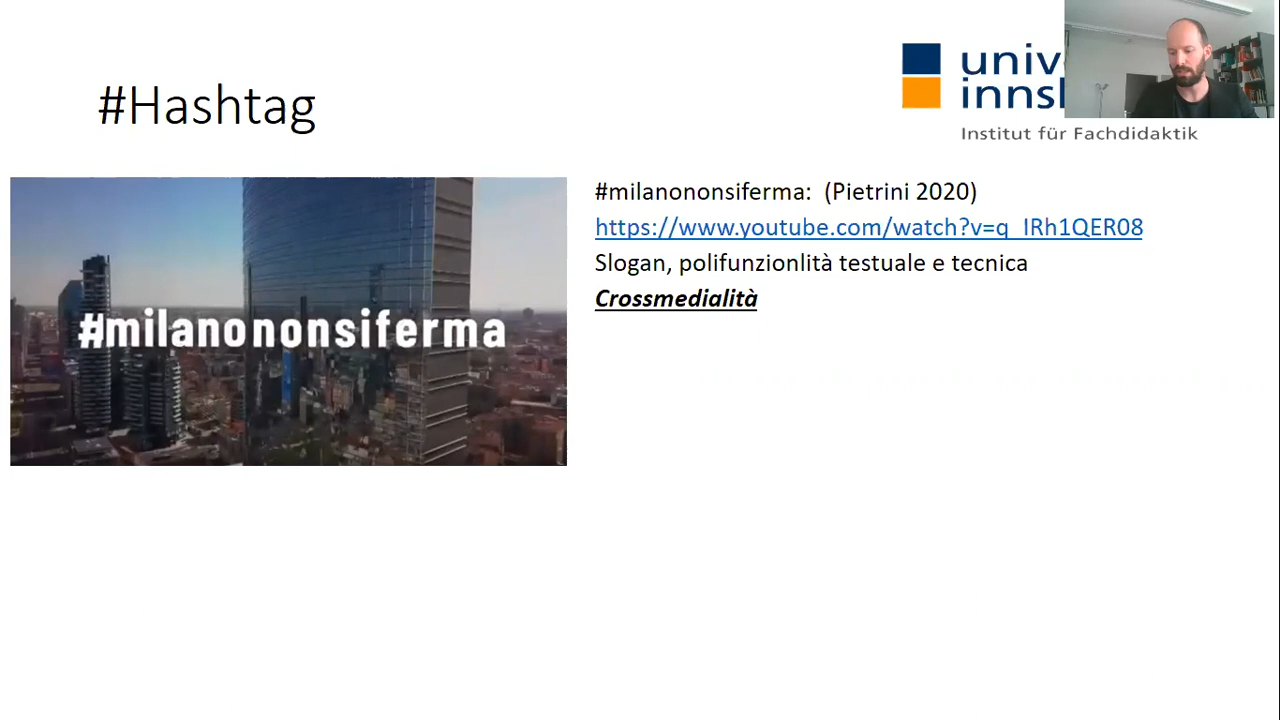 #Hashtag
univ
innsl
Institut für Fachdidaktik
#milanononsiferma
#milanononsiferma:  (Pietrini 2020)
https://www.youtube.com/watch?v=q_IRh1QER08
Slogan, polifunzionlità testuale e tecnica
Crossmedialità